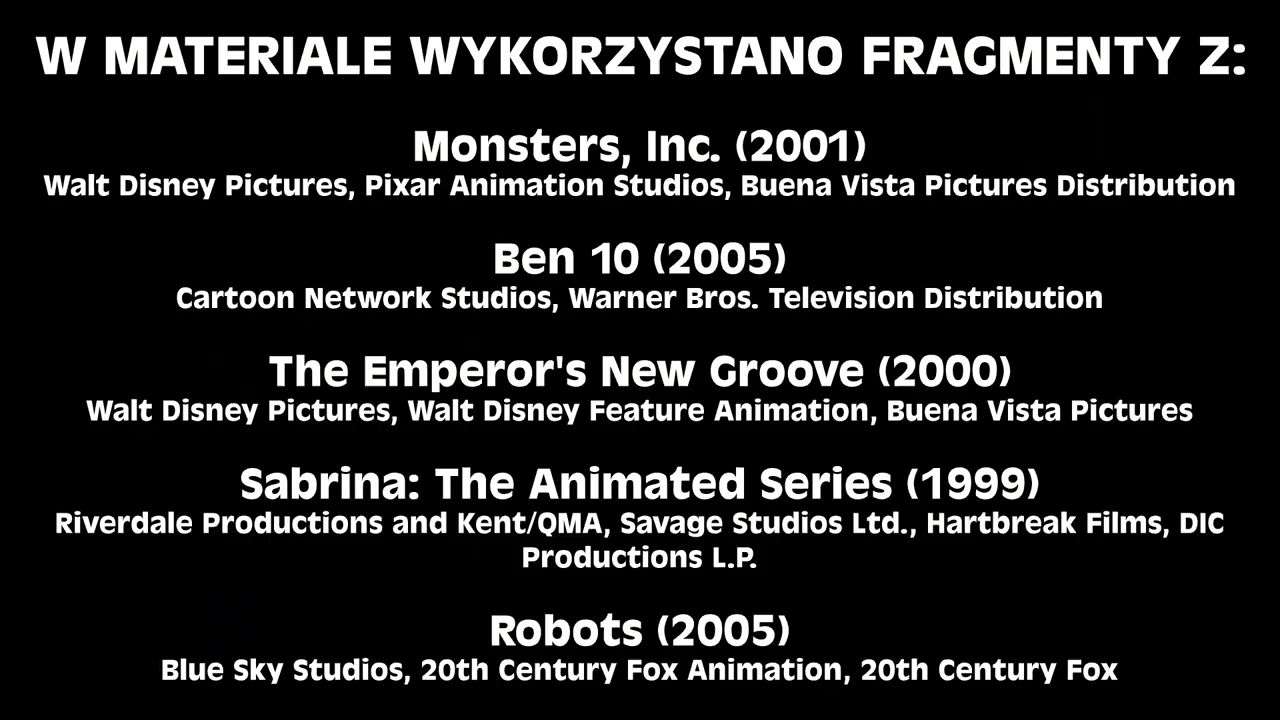 W MATERIALE WYKORZYSTANO FRAGMENTY Z:
Monsters, Inc. (2001)
Walt Disney Pictures, Pixar Animation Studios, Buena Vista Pictures Distribution
Ben 10 (2005)
Cartoon Network Studios, Warner Bros. Television Distribution
The Emperor's New Groove (2000)
Walt Disney Pictures, Walt Disney Feature Animation, Buena Vista Pictures
Sabrina: The Animated Series (1999)
Riverdale Productions and Kent/QMA, Savage Studios Ltd., Hartbreak Films, DIC
Productions L.P.
Robots (2005)
Blue Sky Studios, 20th Century Fox Animation, 20th Century Fox